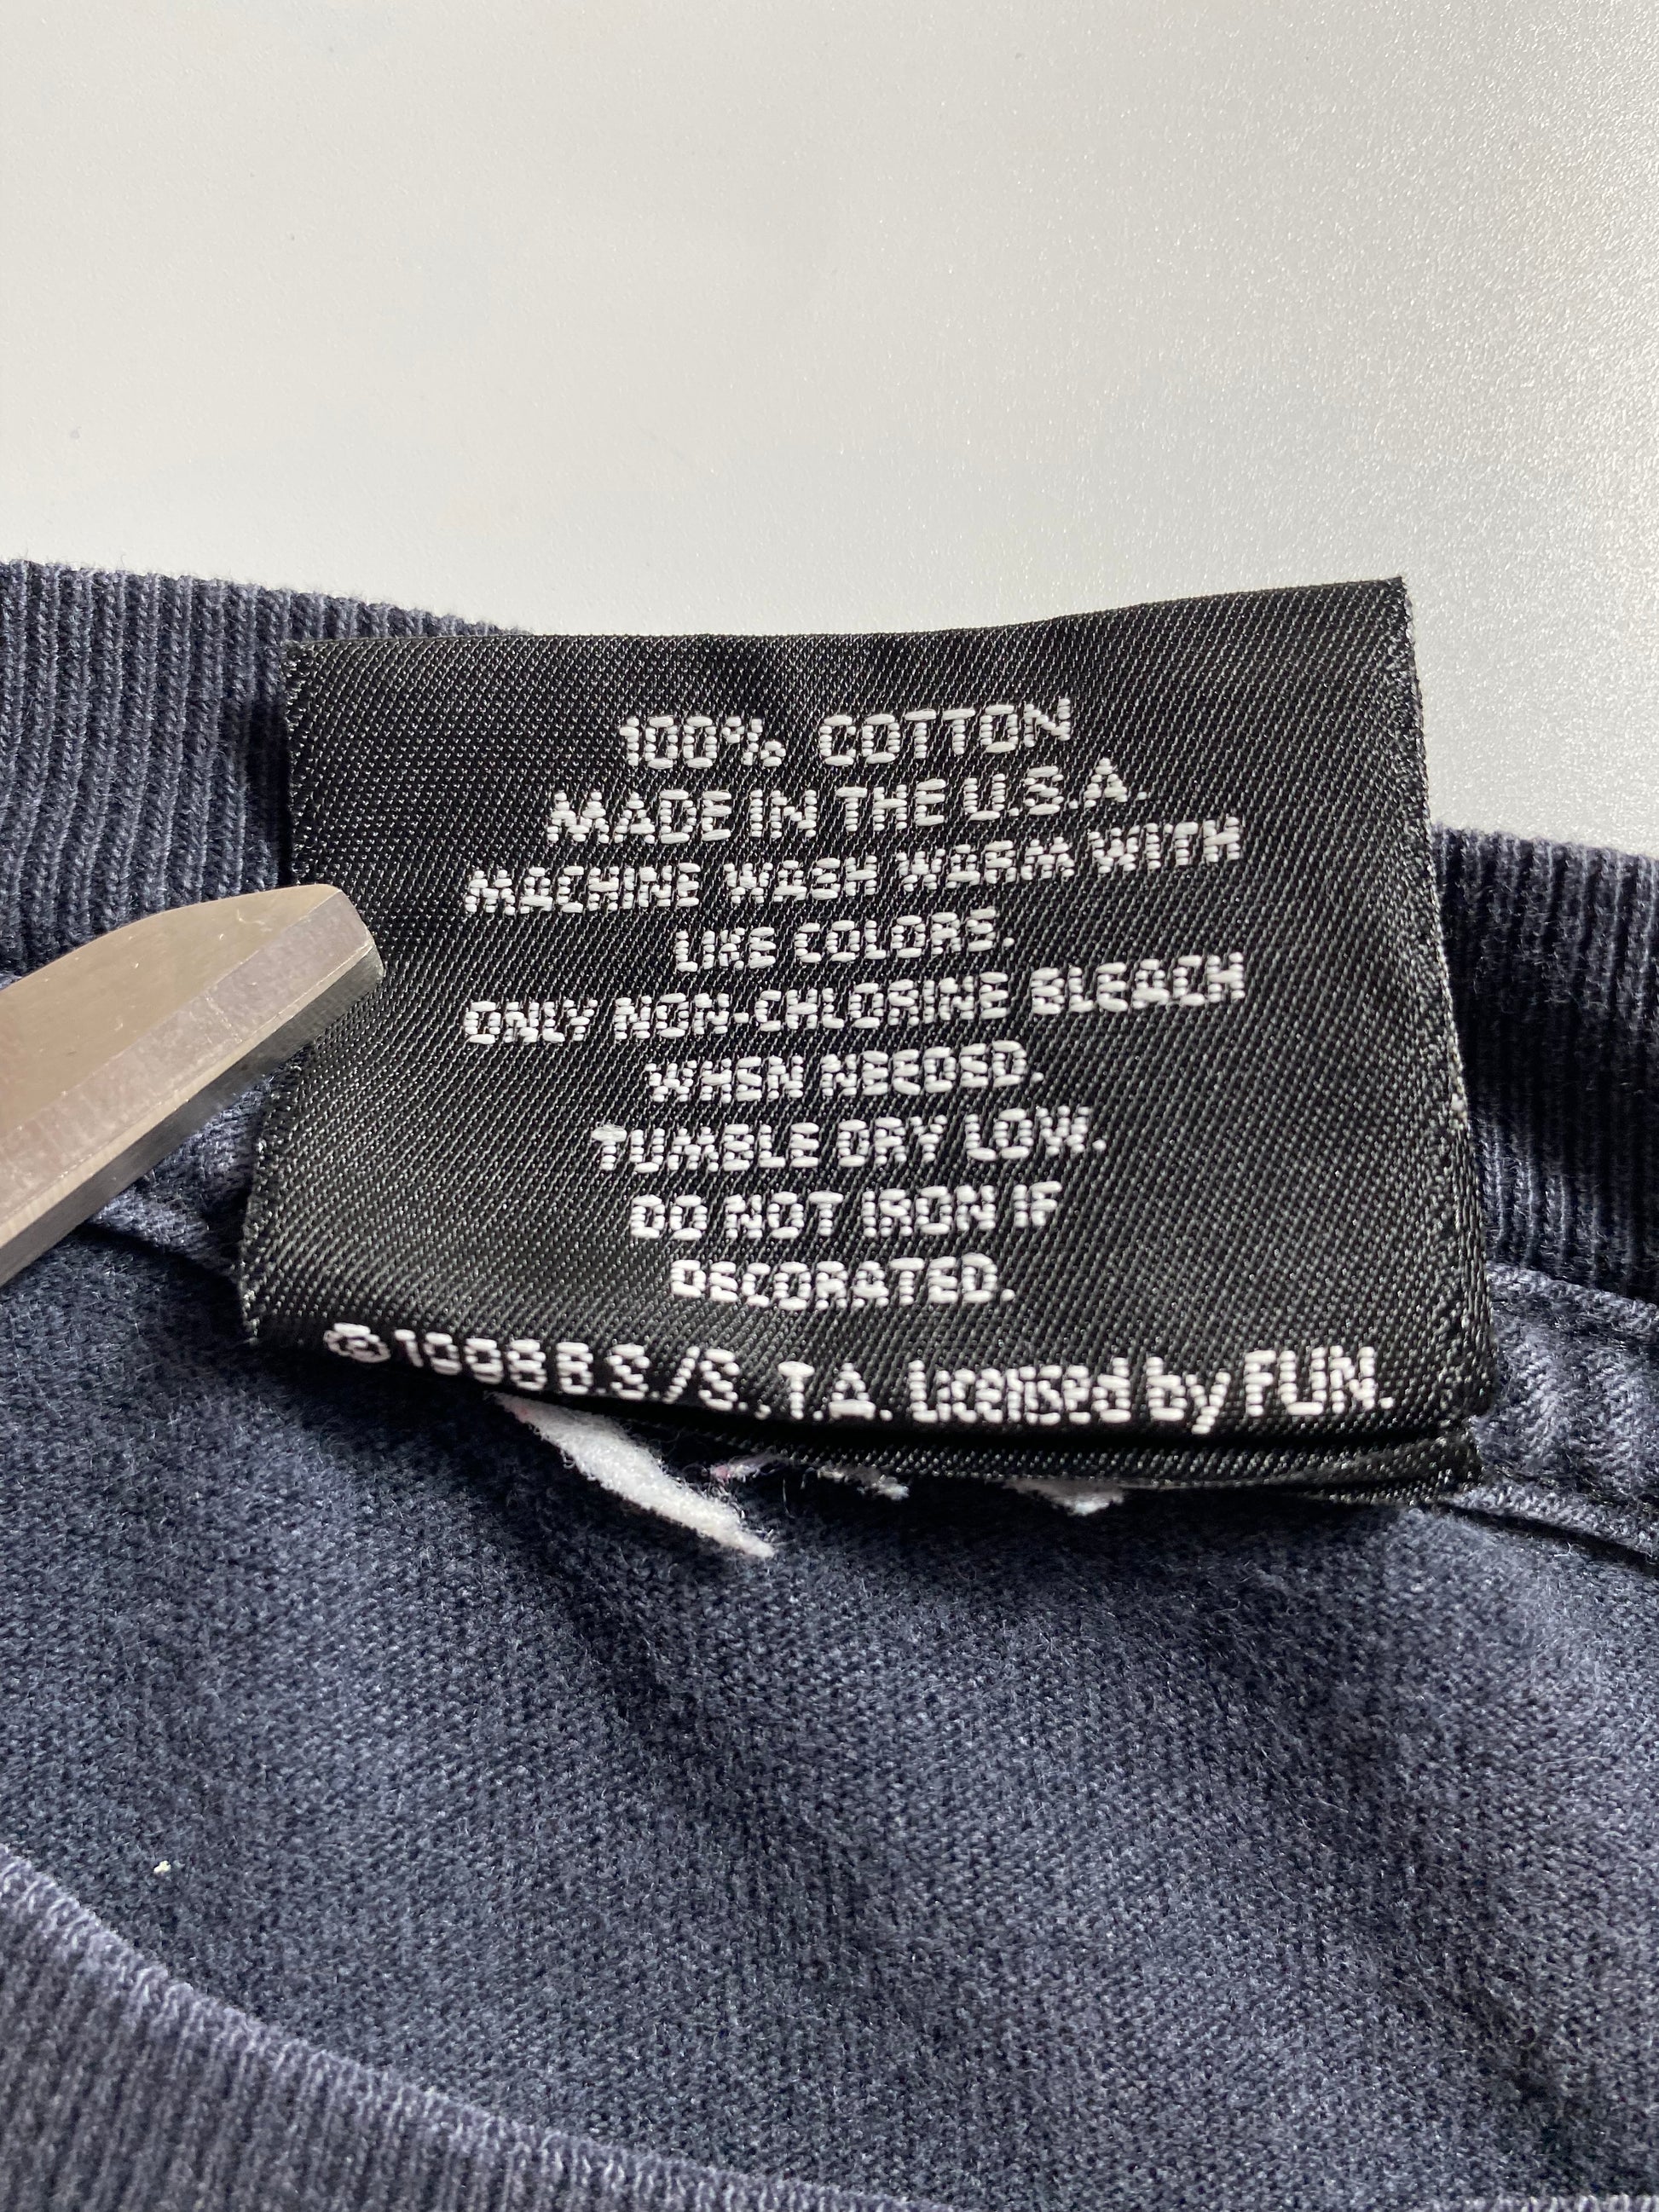 100% COTTON
MADE IN THE U.S.A.
MACHINE WASH WARM WITH
LIKE COLORS.
ONLY NON-CHLORINE BLEACH
WHEN NEEDED.
TUMBLE DRY LOW.
DO NOT IRON IF
DECORATED.
©1998 B.S./S.,T.A. Licensed by FUN.